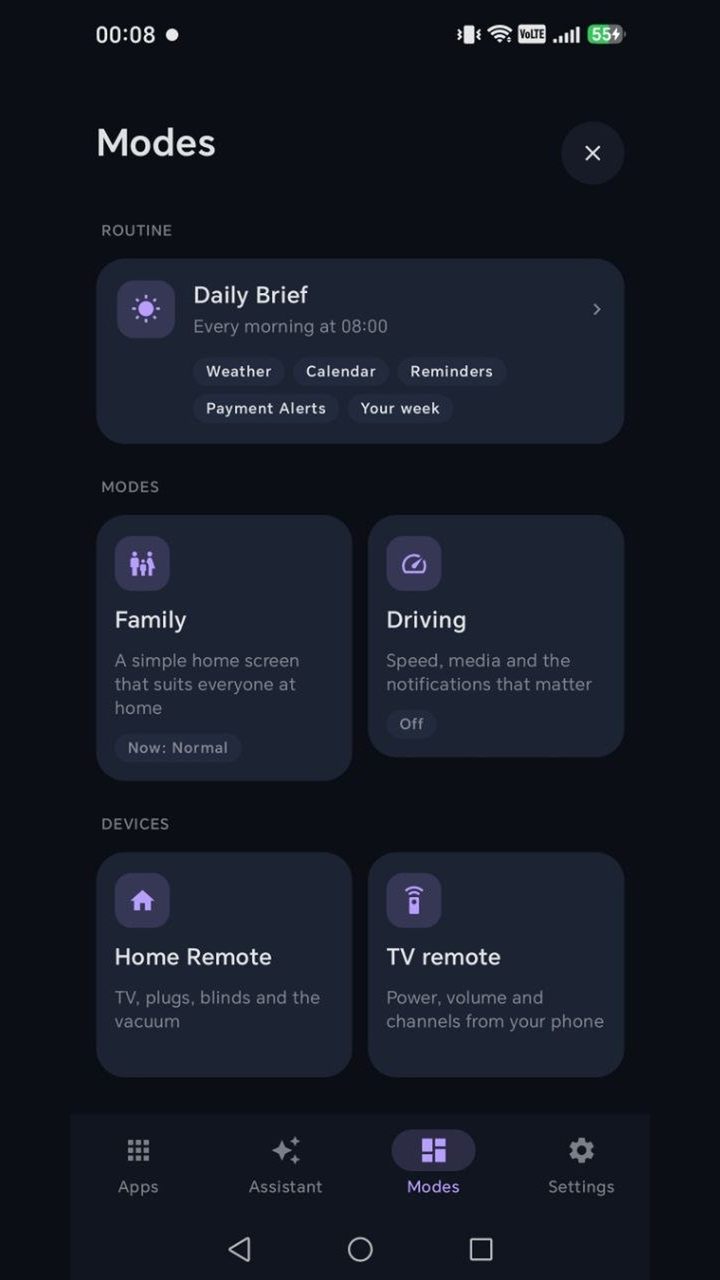 00:08
VoLTE
55
Modes
ROUTINE
Daily Brief
Every morning at 08:00
Weather
Calendar
Reminders
Payment Alerts
Your week
MODES
Family
A simple home screen
that suits everyone at
home
Now: Normal
Driving
Speed, media and the
notifications that matter
Off
DEVICES
Home Remote
TV, plugs, blinds and the
vacuum
TV remote
Power, volume and
channels from your phone
Apps
Assistant
Modes
Settings